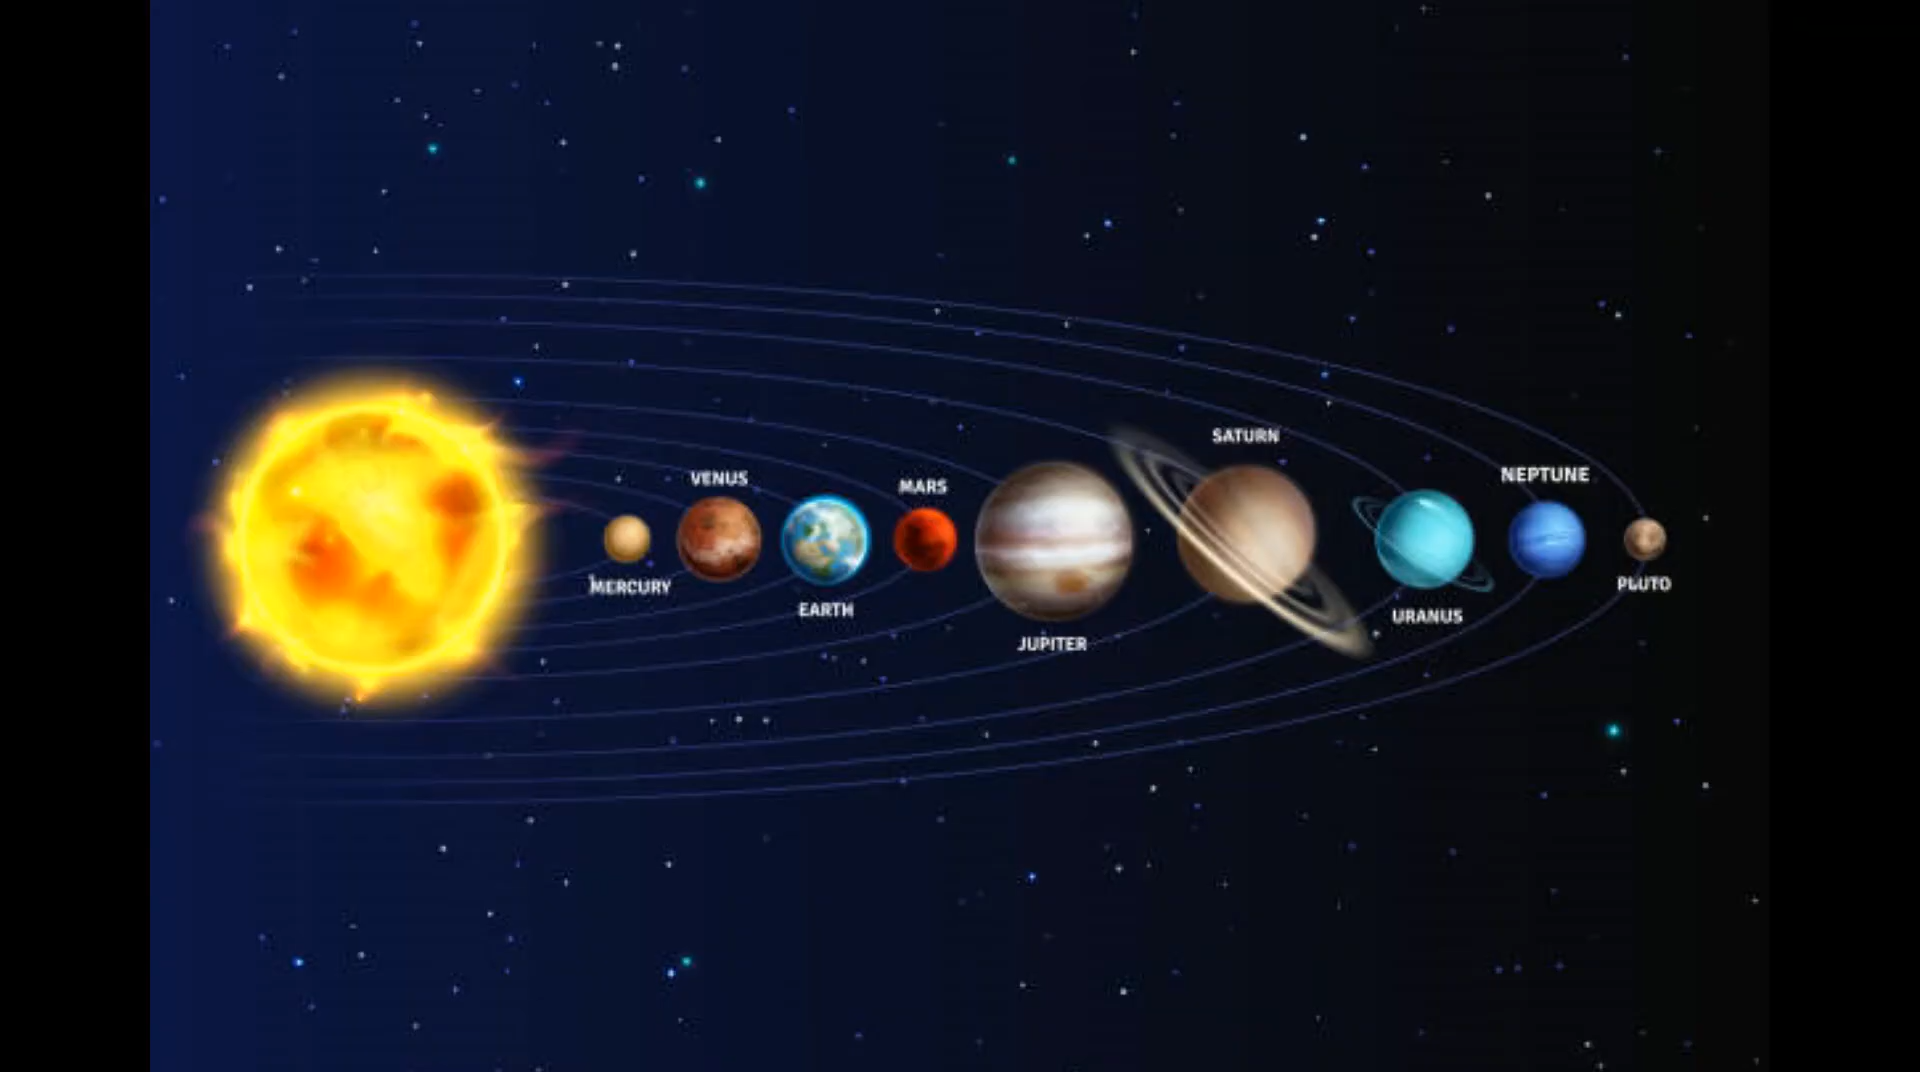 SATURN
NEPTUNE
VENUS
MARS
MERCURY
PLUTO
EARTH
URANUS
JUPITER